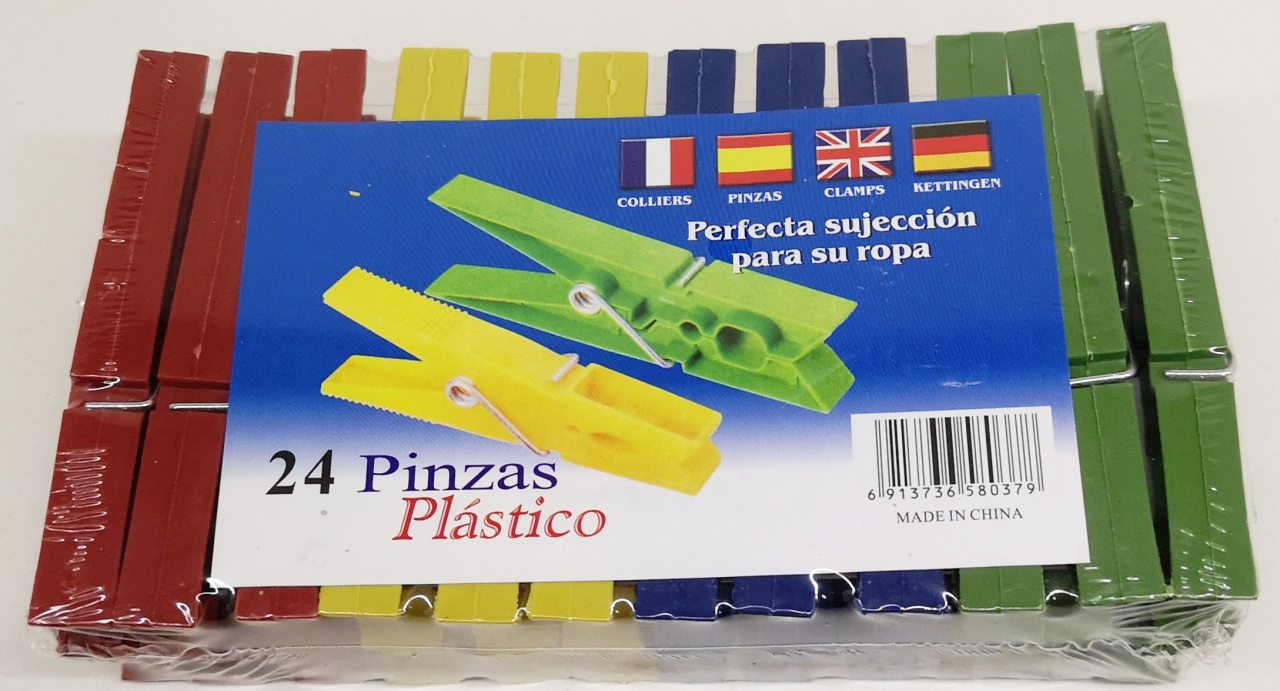 COLLIERS
PINZAS
CLAMPS
KETTINGEN
Perfecta sujección
para su ropa
24 Pinzas
Plástico
6 913736 580379
MADE IN CHINA